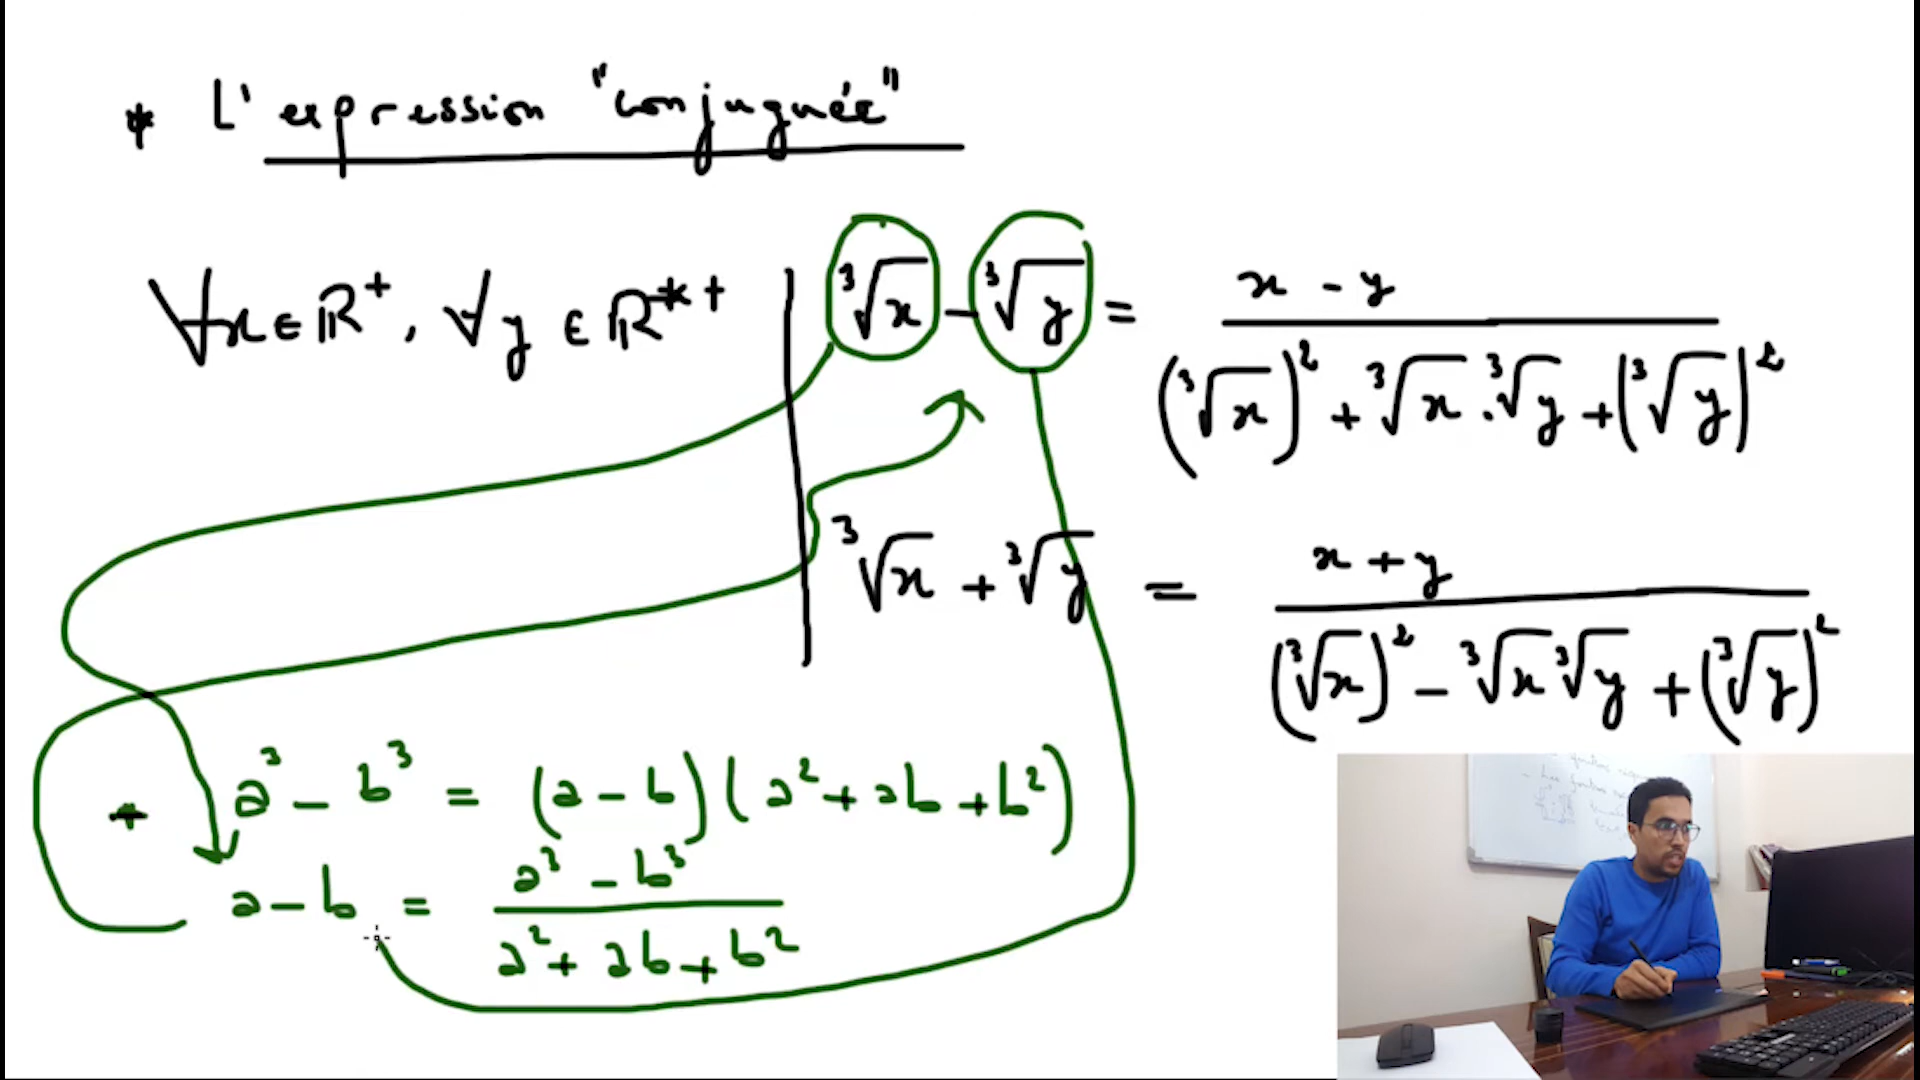 * L'expression "conjuguée"
∀x ∈ ℝ⁺, ∀y ∈ ℝ*⁺ | ∛x - ∛y = (x - y) / ((∛x)² + ∛x . ∛y + (∛y)²)
∛x + ∛y = (x + y) / ((∛x)² - ∛x ∛y + (∛y)²)
* a³ - b³ = (a - b)(a² + ab + b²)
a - b = (a³ - b³) / (a² + ab + b²)